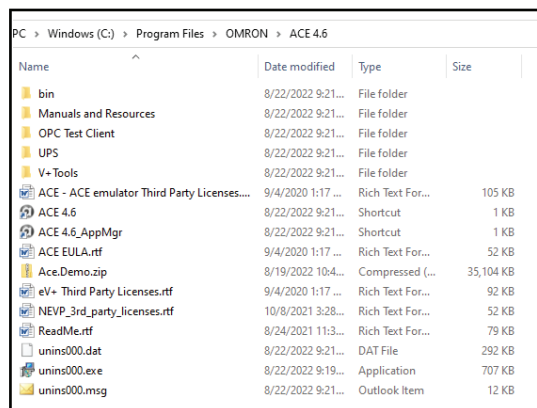 PC > Windows (C:) > Program Files > OMRON > ACE 4.6
Name Date modified Type Size
bin 8/22/2022 9:21... File folder
Manuals and Resources 8/22/2022 9:21... File folder
OPC Test Client 8/22/2022 9:21... File folder
UPS 8/22/2022 9:21... File folder
V+Tools 8/22/2022 9:21... File folder
ACE - ACE emulator Third Party Licenses.... 9/4/2020 1:17 ... Rich Text For... 105 KB
ACE 4.6 8/22/2022 9:21... Shortcut 1 KB
ACE 4.6_AppMgr 8/22/2022 9:21... Shortcut 1 KB
ACE EULA.rtf 9/4/2020 1:17 ... Rich Text For... 52 KB
Ace.Demo.zip 8/19/2022 10:4... Compressed (... 35,104 KB
eV+ Third Party Licenses.rtf 9/4/2020 1:17 ... Rich Text For... 92 KB
NEVP_3rd_party_licenses.rtf 10/8/2021 3:28... Rich Text For... 52 KB
ReadMe.rtf 8/24/2021 11:3... Rich Text For... 79 KB
unins000.dat 8/22/2022 9:21... DAT File 292 KB
unins000.exe 8/22/2022 9:19... Application 707 KB
unins000.msg 8/22/2022 9:21... Outlook Item 12 KB